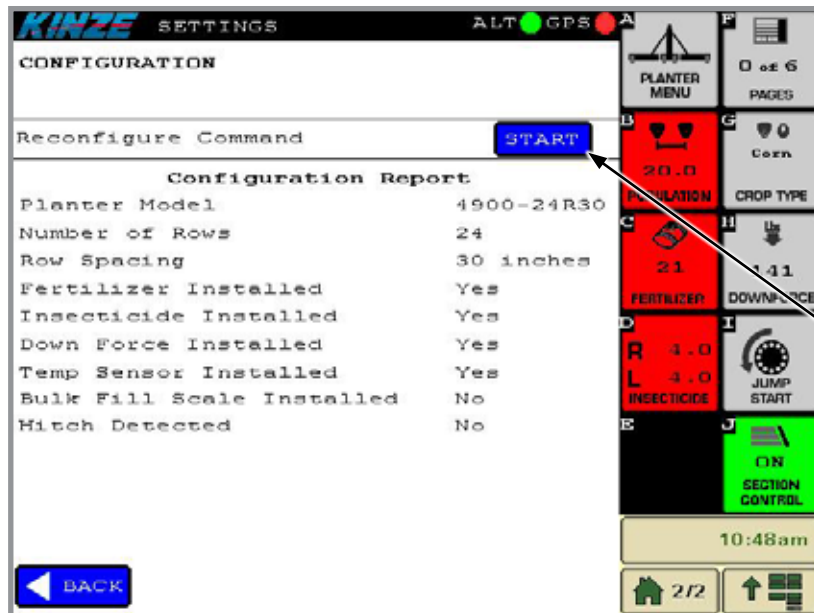 KINZE SETTINGS ALT GPS
CONFIGURATION
Reconfigure Command START
Configuration Report
Planter Model 4900-24R30
Number of Rows 24
Row Spacing 30 inches
Fertilizer Installed Yes
Insecticide Installed Yes
Down Force Installed Yes
Temp Sensor Installed Yes
Bulk Fill Scale Installed No
Hitch Detected No
BACK
A
PLANTER
MENU
F
0 of 6
PAGES
B
20.0
POPULATION
G
Corn
CROP TYPE
C
21
FERTILIZER
H
Lbs
141
DOWNFORCE
D
R 4.0
L 4.0
INSECTICIDE
I
JUMP
START
E
J
ON
SECTION
CONTROL
10:48am
2/2